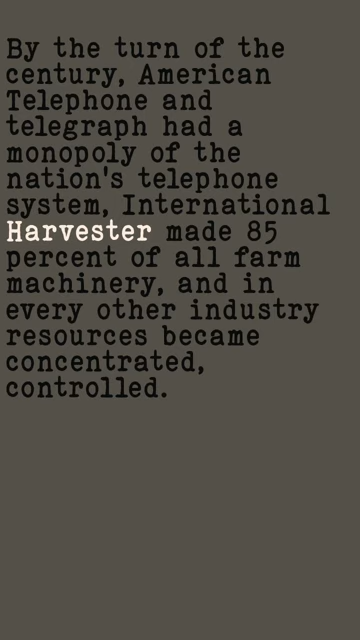 By the turn of the
century, American
Telephone and
telegraph had a
monopoly of the
nation's telephone
system, International
Harvester made 85
percent of all farm
machinery, and in
every other industry
resources became
concentrated,
controlled.